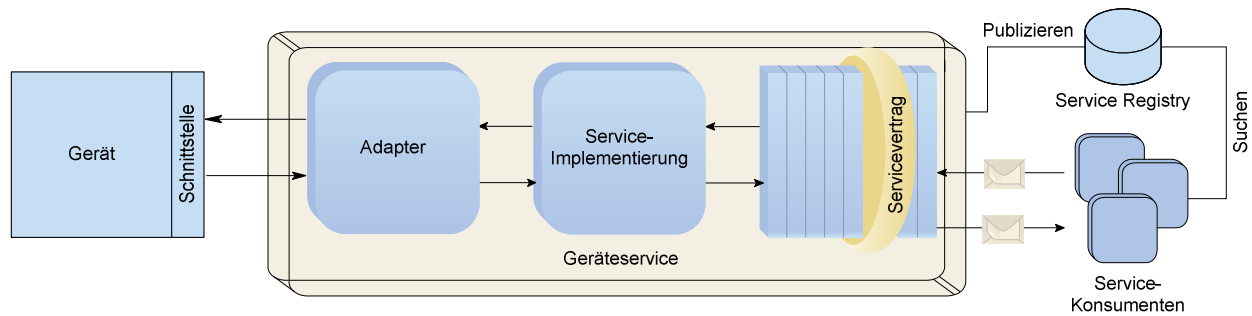 Gerät
Schnittstelle
Adapter
Service-
Implementierung
Servicevertrag
Geräteservice
Publizieren
Service Registry
Suchen
Service-
Konsumenten